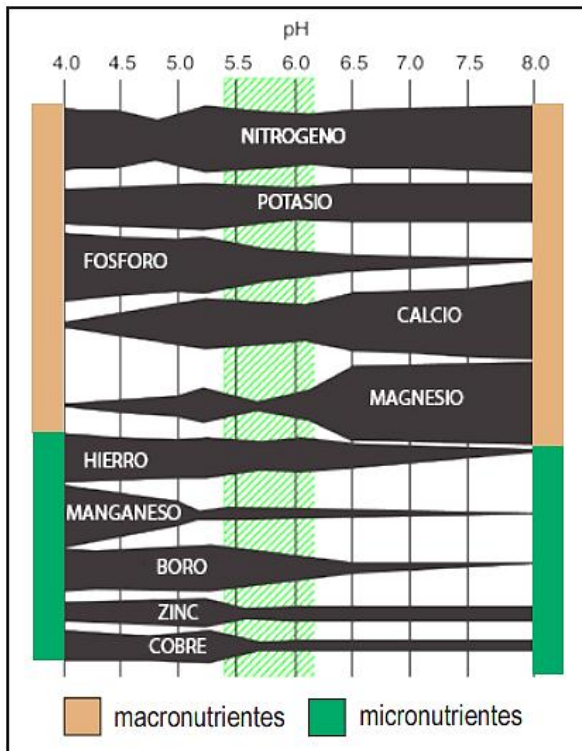 pH
4.0 4.5 5.0 5.5 6.0 6.5 7.0 7.5 8.0
NITROGENO
POTASIO
FOSFORO
CALCIO
MAGNESIO
HIERRO
MANGANESO
BORO
ZINC
COBRE
macronutrientes micronutrientes